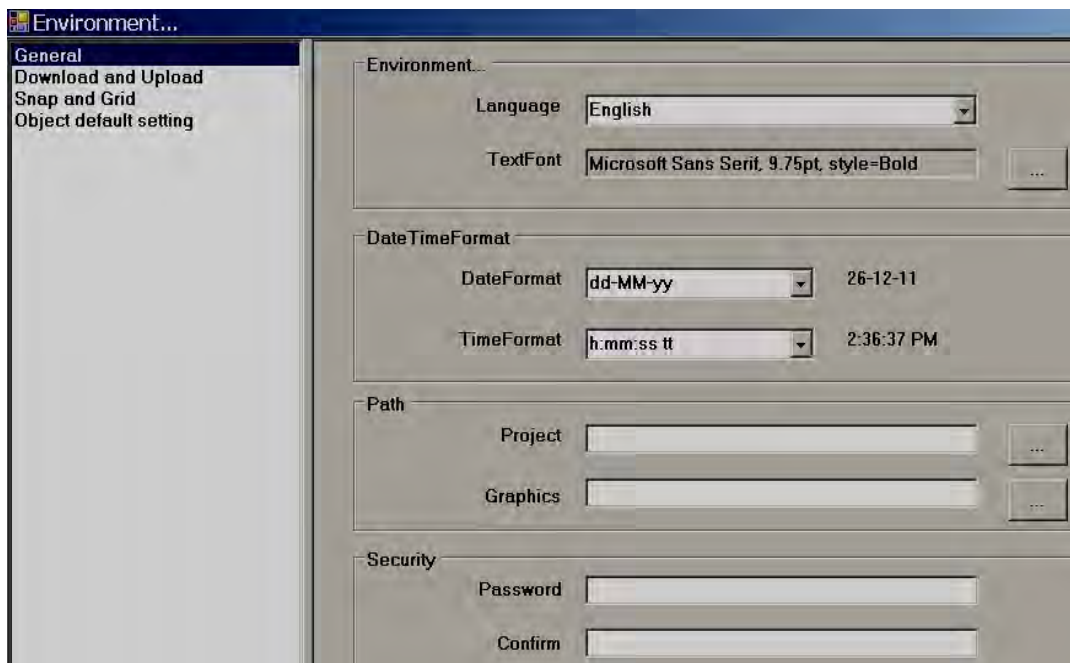 Environment...
General
Download and Upload
Snap and Grid
Object default setting
Environment...
Language English
TextFont Microsoft Sans Serif, 9.75pt, style=Bold ...
DateTimeFormat
DateFormat dd-MM-yy 26-12-11
TimeFormat h:mm:ss tt 2:36:37 PM
Path
Project ...
Graphics ...
Security
Password
Confirm